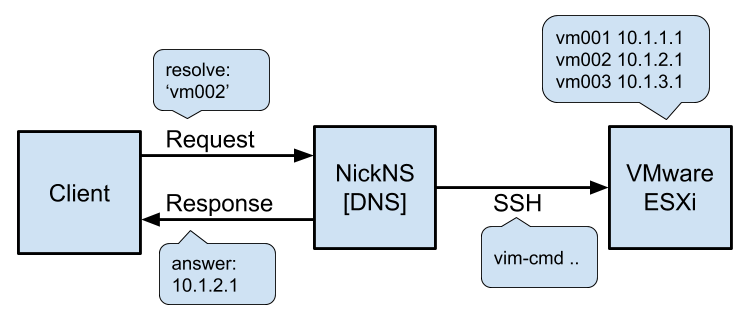 vm001 10.1.1.1
vm002 10.1.2.1
vm003 10.1.3.1
resolve:
‘vm002’
Request
Client
NickNS
[DNS]
VMware
ESXi
Response
SSH
answer:
10.1.2.1
vim-cmd ..